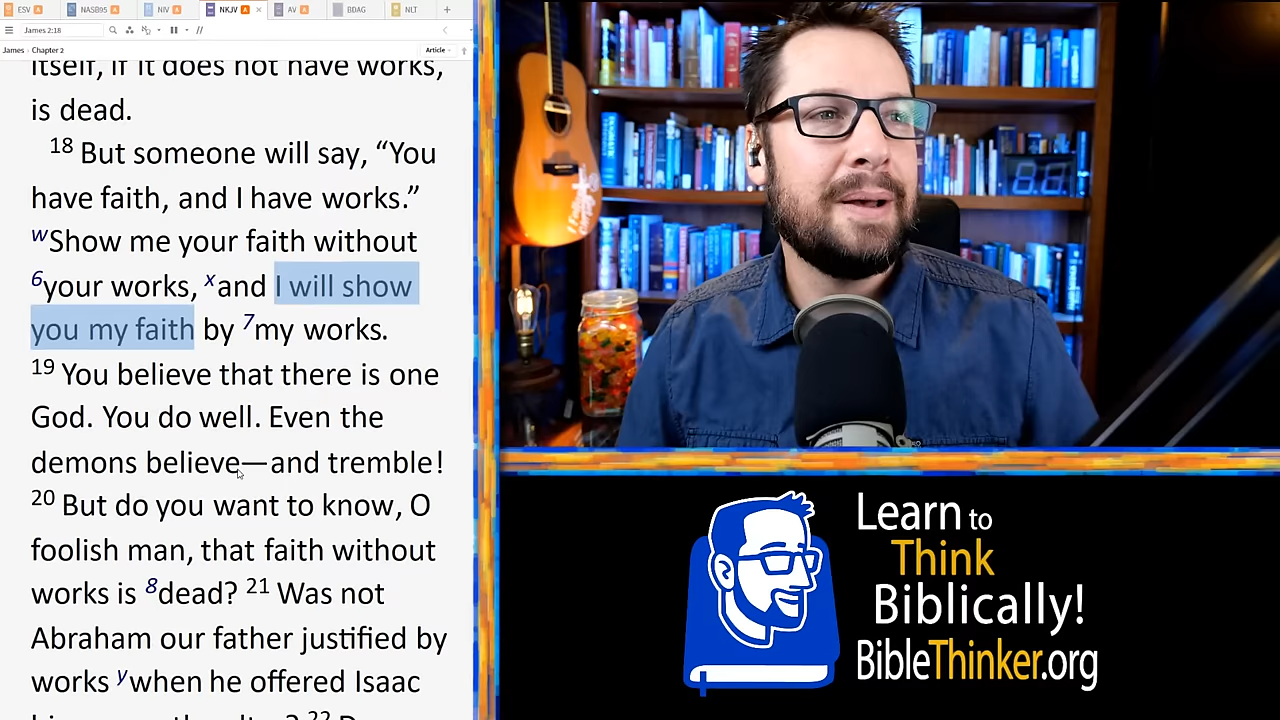 ESV A NASB95 A NIV A NKJV A × AV A BDAG NLT +
James 2:18
James › Chapter 2 Article
itself, if it does not have works,
is dead.
18 But someone will say, “You
have faith, and I have works.”
wShow me your faith without
6your works, xand I will show
you my faith by 7my works.
19 You believe that there is one
God. You do well. Even the
demons believe—and tremble!
20 But do you want to know, O
foolish man, that faith without
works is 8dead? 21 Was not
Abraham our father justified by
works ywhen he offered Isaac
Learn to
Think
Biblically!
BibleThinker.org